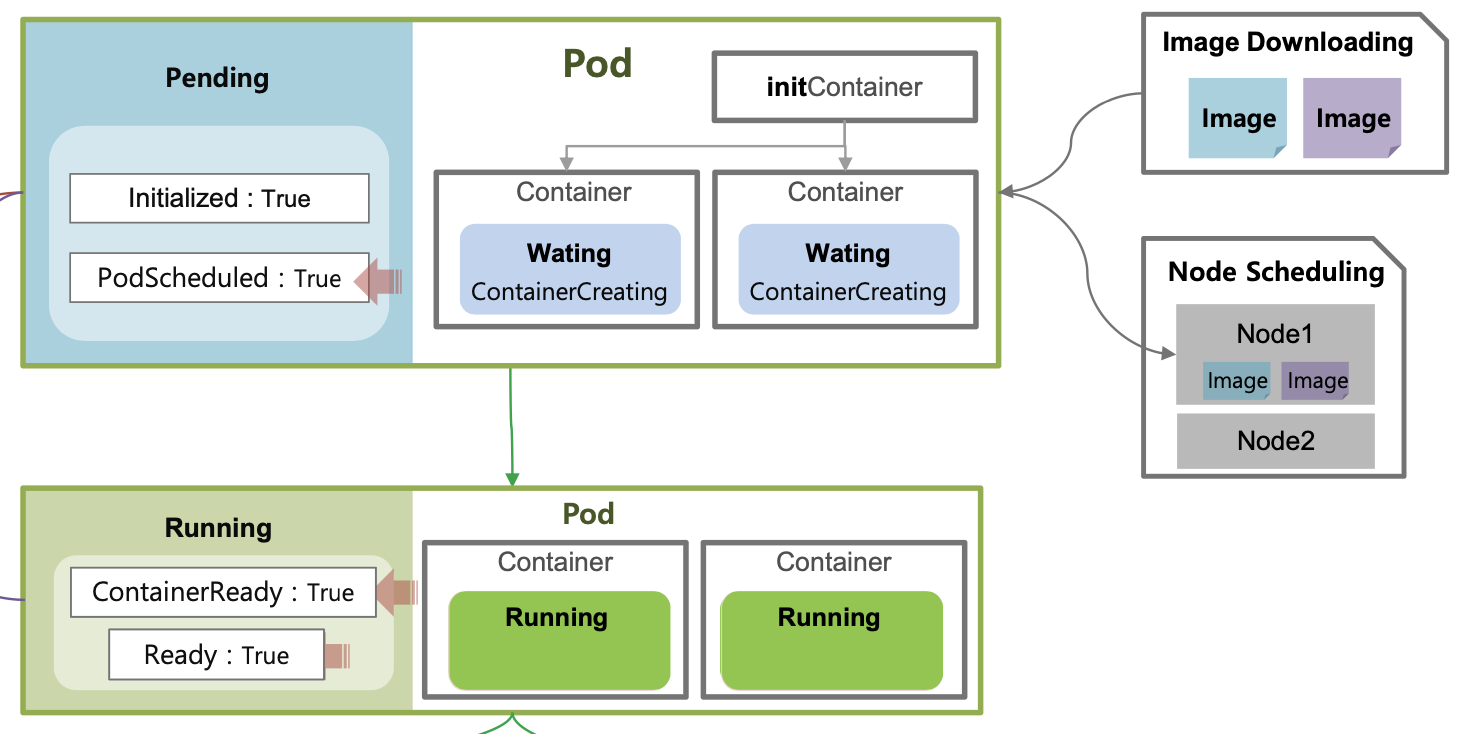 Pending
Initialized : True
PodScheduled : True
Pod
initContainer
Container
Wating
ContainerCreating
Container
Wating
ContainerCreating
Image Downloading
Image
Image
Node Scheduling
Node1
Image
Image
Node2
Running
ContainerReady : True
Ready : True
Pod
Container
Running
Container
Running